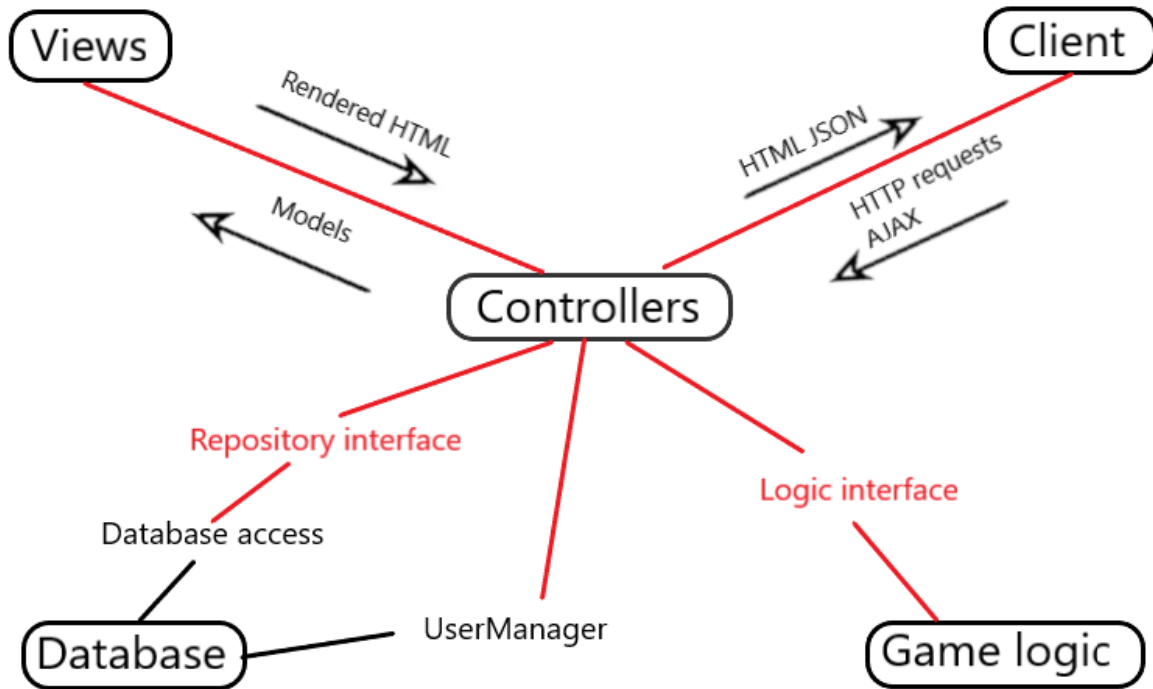 Views
Client
Rendered HTML
HTML JSON
HTTP requests
AJAX
Models
Controllers
Repository interface
Logic interface
Database access
UserManager
Database
Game logic